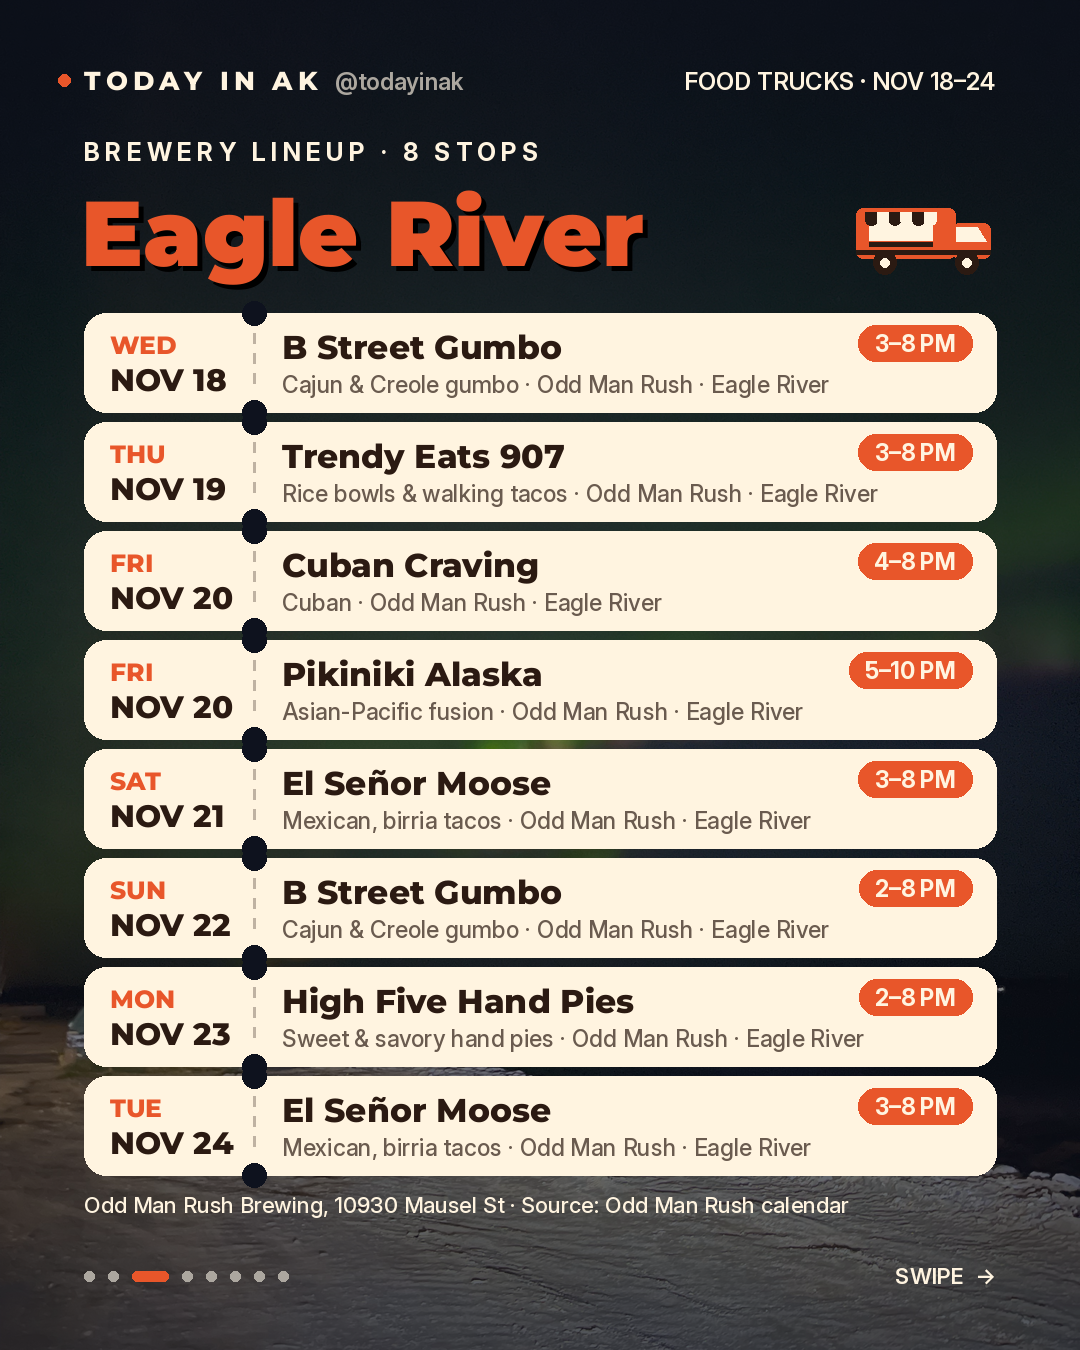 TODAY IN AK @todayinak
FOOD TRUCKS · NOV 18–24
BREWERY LINEUP · 8 STOPS
Eagle River
WED
NOV 18
B Street Gumbo
3–8 PM
Cajun & Creole gumbo · Odd Man Rush · Eagle River
THU
NOV 19
Trendy Eats 907
3–8 PM
Rice bowls & walking tacos · Odd Man Rush · Eagle River
FRI
NOV 20
Cuban Craving
4–8 PM
Cuban · Odd Man Rush · Eagle River
FRI
NOV 20
Pikiniki Alaska
5–10 PM
Asian-Pacific fusion · Odd Man Rush · Eagle River
SAT
NOV 21
El Señor Moose
3–8 PM
Mexican, birria tacos · Odd Man Rush · Eagle River
SUN
NOV 22
B Street Gumbo
2–8 PM
Cajun & Creole gumbo · Odd Man Rush · Eagle River
MON
NOV 23
High Five Hand Pies
2–8 PM
Sweet & savory hand pies · Odd Man Rush · Eagle River
TUE
NOV 24
El Señor Moose
3–8 PM
Mexican, birria tacos · Odd Man Rush · Eagle River
Odd Man Rush Brewing, 10930 Mausel St · Source: Odd Man Rush calendar
SWIPE →